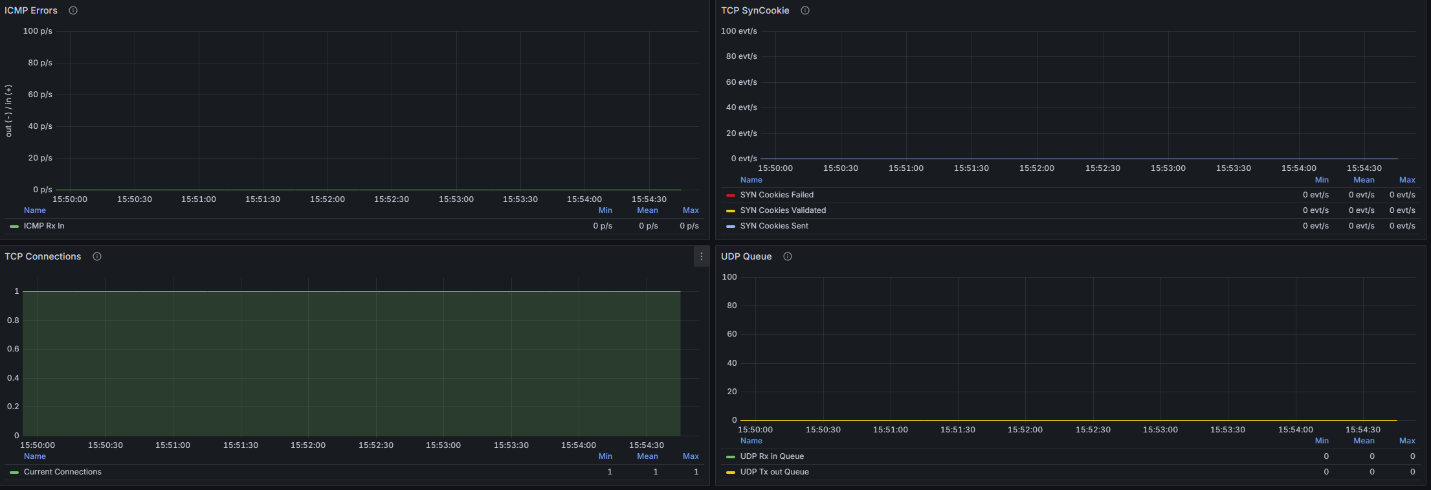 ICMP Errors
100 p/s
80 p/s
60 p/s
40 p/s
20 p/s
0 p/s
out (-) / in (+)
15:50:00 15:50:30 15:51:00 15:51:30 15:52:00 15:52:30 15:53:00 15:53:30 15:54:00 15:54:30
Name Min Mean Max
ICMP Rx In 0 p/s 0 p/s 0 p/s
TCP SynCookie
100 evt/s
80 evt/s
60 evt/s
40 evt/s
20 evt/s
0 evt/s
15:50:00 15:50:30 15:51:00 15:51:30 15:52:00 15:52:30 15:53:00 15:53:30 15:54:00 15:54:30
Name Min Mean Max
SYN Cookies Failed 0 evt/s 0 evt/s 0 evt/s
SYN Cookies Validated 0 evt/s 0 evt/s 0 evt/s
SYN Cookies Sent 0 evt/s 0 evt/s 0 evt/s
TCP Connections
1
0.8
0.6
0.4
0.2
0
15:50:00 15:50:30 15:51:00 15:51:30 15:52:00 15:52:30 15:53:00 15:53:30 15:54:00 15:54:30
Name Min Mean Max
Current Connections 1 1 1
UDP Queue
100
80
60
40
20
0
15:50:00 15:50:30 15:51:00 15:51:30 15:52:00 15:52:30 15:53:00 15:53:30 15:54:00 15:54:30
Name Min Mean Max
UDP Rx in Queue 0 0 0
UDP Tx out Queue 0 0 0